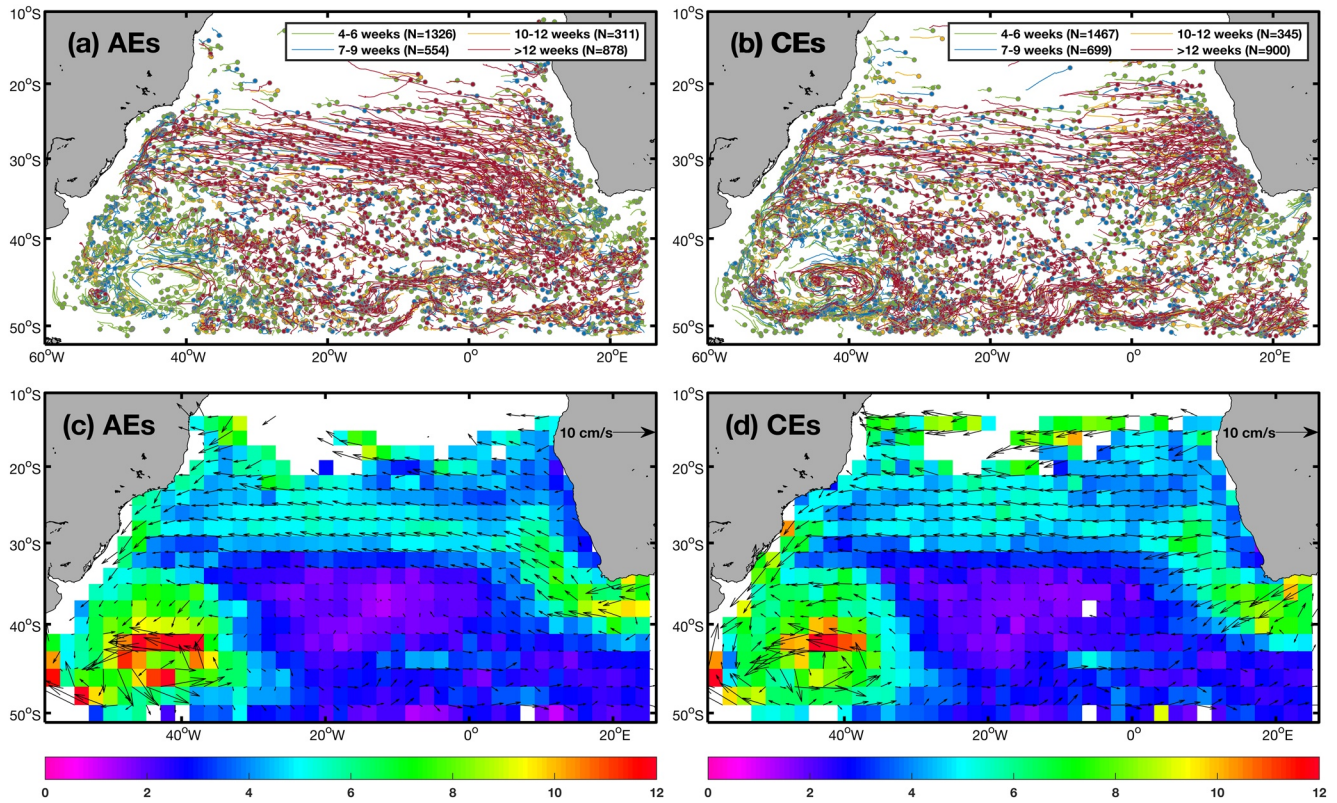 (a) AEs
4-6 weeks (N=1326) 10-12 weeks (N=311)
7-9 weeks (N=554) >12 weeks (N=878)
10°S
20°S
30°S
40°S
50°S
60°W 40°W 20°W 0° 20°E
(b) CEs
4-6 weeks (N=1467) 10-12 weeks (N=345)
7-9 weeks (N=699) >12 weeks (N=900)
10°S
20°S
30°S
40°S
50°S
60°W 40°W 20°W 0° 20°E
(c) AEs
10 cm/s
10°S
20°S
30°S
40°S
50°S
40°W 20°W 0° 20°E
(d) CEs
10 cm/s
10°S
20°S
30°S
40°S
50°S
40°W 20°W 0° 20°E
0 2 4 6 8 10 12
0 2 4 6 8 10 12